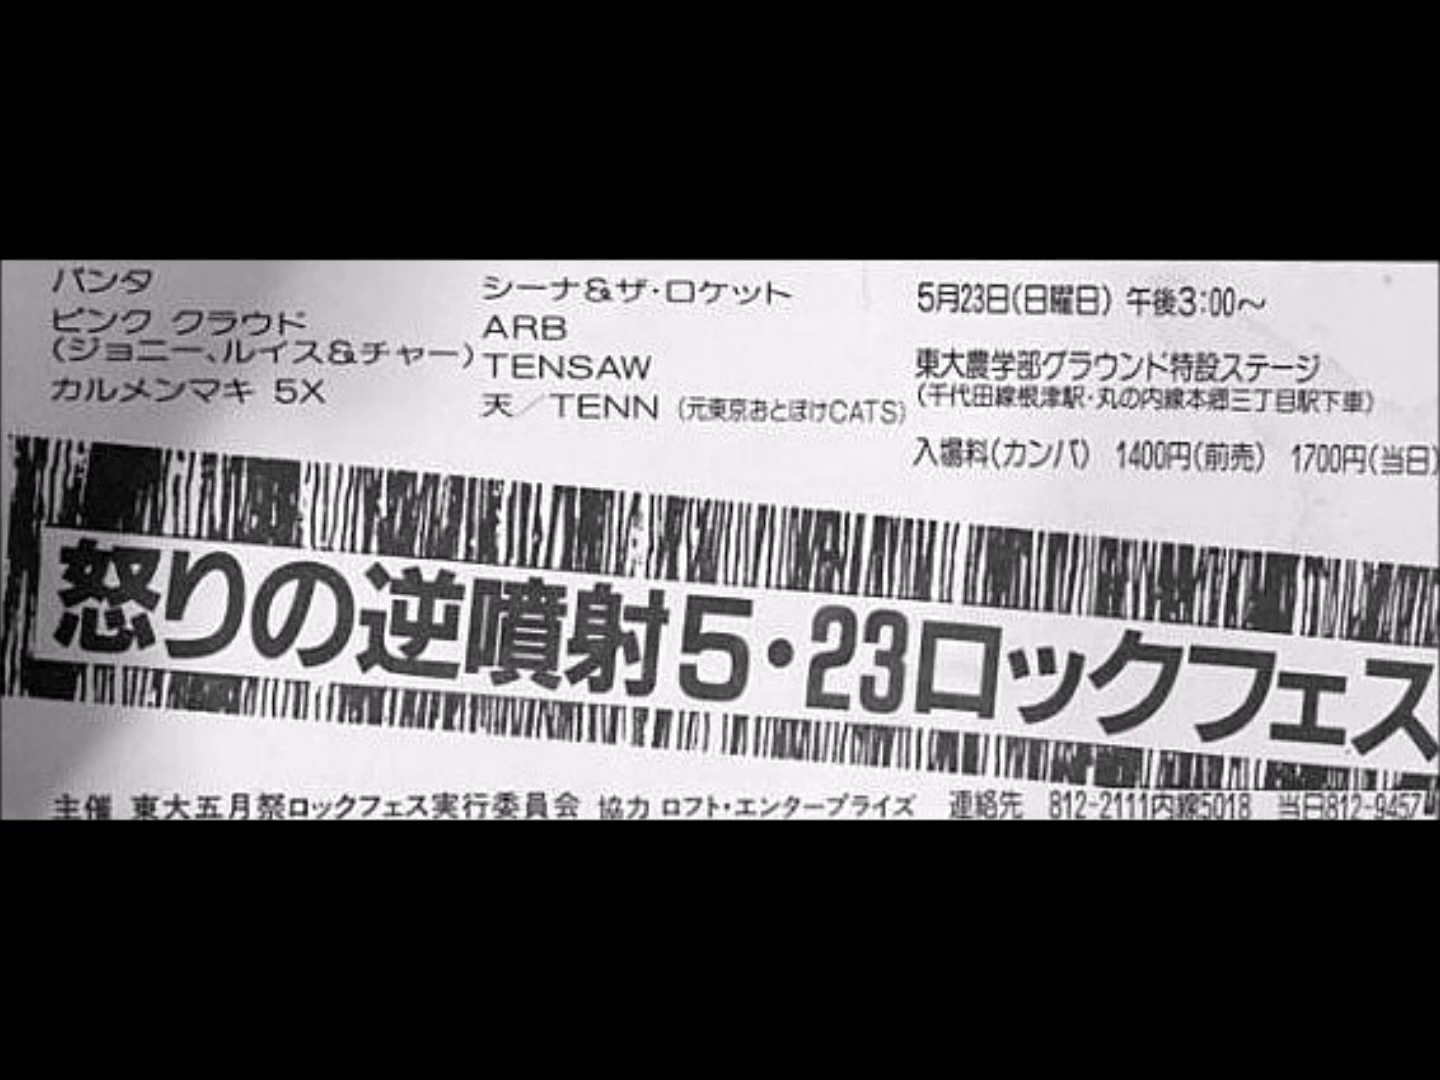 パンタ
ピンク クラウド
(ジョニー、ルイス&チャー)
カルメンマキ 5X
シーナ&ザ・ロケット
ARB
TENSAW
天/TENN (元東京おとぼけCATS)
5月23日(日曜日) 午後3:00〜
東大農学部グラウンド特設ステージ
(千代田線根津駅・丸の内線本郷三丁目駅下車)
入場料(カンパ) 1400円(前売) 1700円(当日)
怒りの逆噴射5・23ロックフェス
主催 東大五月祭ロックフェス実行委員会 協力 ロフト・エンタープライズ 連絡先 812-2111内線5018 当日812-9457